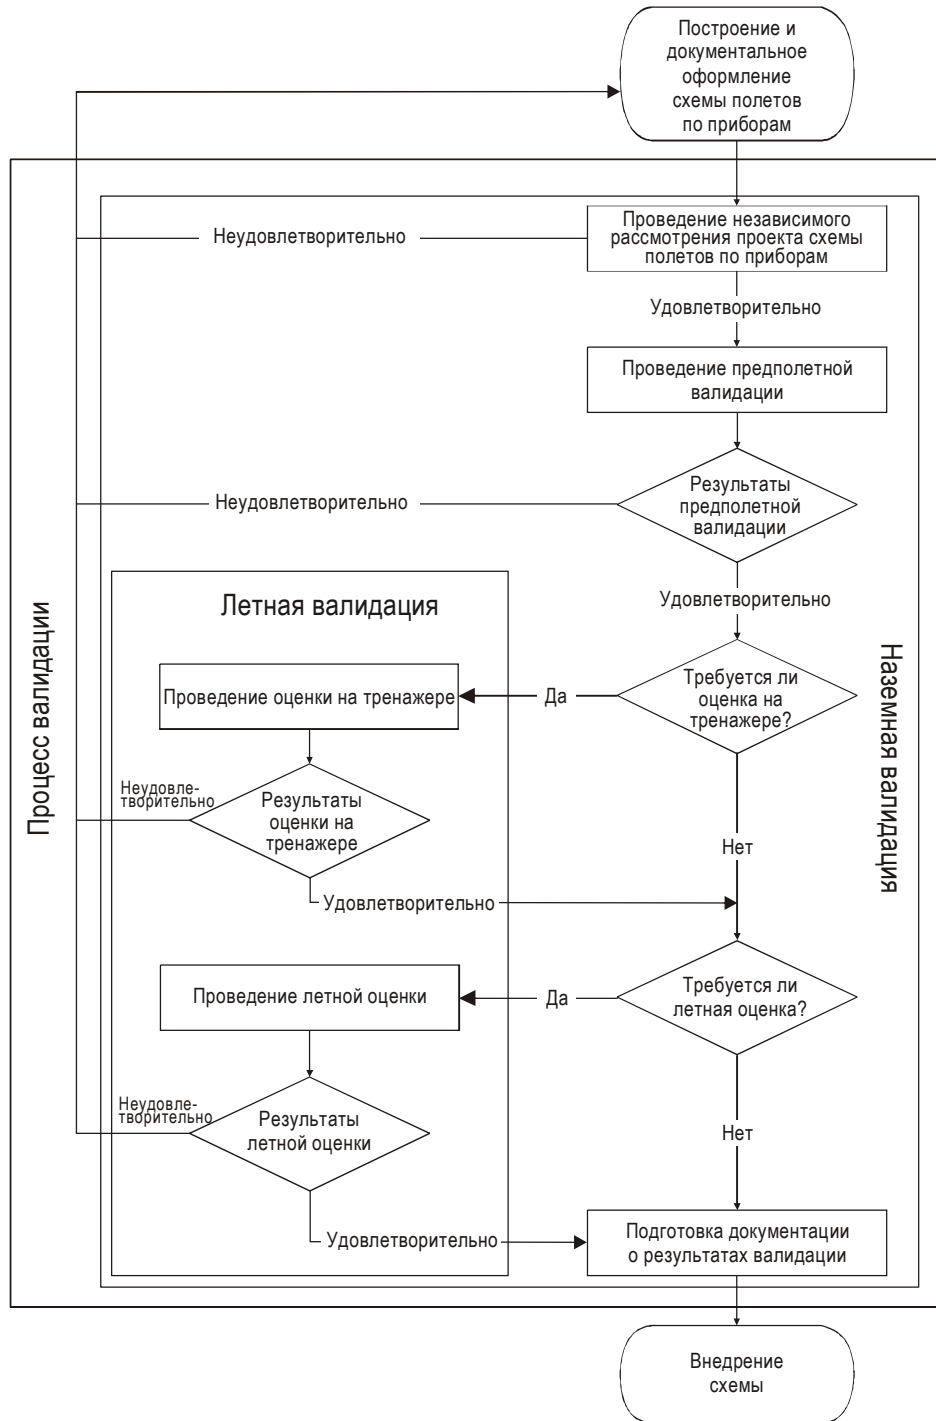 Построение и
документальное
оформление
схемы полетов
по приборам
Проведение независимого
рассмотрения проекта схемы
полетов по приборам
Неудовлетворительно
Удовлетворительно
Проведение предполетной
валидации
Результаты
предполетной
валидации
Неудовлетворительно
Удовлетворительно
Процесс валидации
Летная валидация
Наземная валидация
Требуется ли
оценка на
тренажере?
Да
Проведение оценки на тренажере
Неудовле-
творительно
Результаты
оценки на
тренажере
Нет
Удовлетворительно
Требуется ли
летная оценка?
Да
Проведение летной оценки
Неудовле-
творительно
Результаты
летной оценки
Нет
Удовлетворительно
Подготовка документации
о результатах валидации
Внедрение
схемы